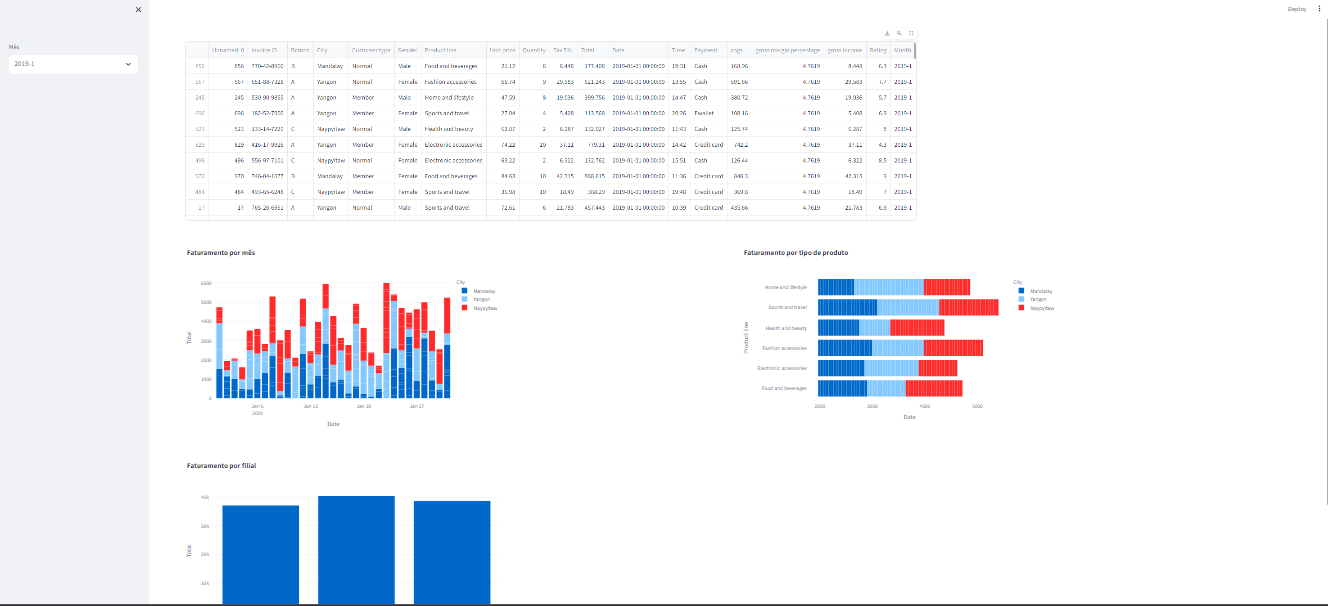 Deploy
Mês
2019-1
Unnamed: 0 Invoice ID Branch City Customer type Gender Product line Unit price Quantity Tax 5% Total Date Time Payment cogs gross margin percentage gross income Rating Month
856 856 770-42-8960 B Mandalay Normal Male Food and beverages 21.12 8 8.448 177.408 2019-01-01 00:00:00 19:31 Cash 168.96 4.7619 8.448 6.3 2019-1
567 567 651-88-7328 A Yangon Normal Female Fashion accessories 65.74 9 29.583 621.243 2019-01-01 00:00:00 13:55 Cash 591.66 4.7619 29.583 7.7 2019-1
245 245 530-90-9855 A Yangon Member Male Home and lifestyle 47.59 8 19.036 399.756 2019-01-01 00:00:00 14:47 Cash 380.72 4.7619 19.036 5.7 2019-1
696 696 182-52-7000 A Yangon Member Female Sports and travel 27.04 4 5.408 113.568 2019-01-01 00:00:00 20:26 Ewallet 108.16 4.7619 5.408 6.9 2019-1
523 523 133-14-7229 C Naypyitaw Normal Male Health and beauty 62.87 2 6.287 132.027 2019-01-01 00:00:00 11:43 Cash 125.74 4.7619 6.287 5 2019-1
829 829 416-17-9926 A Yangon Member Female Electronic accessories 74.22 10 37.11 779.31 2019-01-01 00:00:00 14:42 Credit card 742.2 4.7619 37.11 4.3 2019-1
496 496 556-97-7101 C Naypyitaw Normal Female Electronic accessories 63.22 2 6.322 132.762 2019-01-01 00:00:00 15:51 Cash 126.44 4.7619 6.322 8.5 2019-1
970 970 746-04-1077 B Mandalay Member Female Food and beverages 84.63 10 42.315 888.615 2019-01-01 00:00:00 11:36 Credit card 846.3 4.7619 42.315 9 2019-1
484 484 493-65-6248 C Naypyitaw Member Female Sports and travel 36.98 10 18.49 388.29 2019-01-01 00:00:00 19:48 Credit card 369.8 4.7619 18.49 7 2019-1
17 17 765-26-6951 A Yangon Normal Male Sports and travel 72.61 6 21.783 457.443 2019-01-01 00:00:00 10:39 Credit card 435.66 4.7619 21.783 6.9 2019-1
Faturamento por mês
City
Mandalay
Yangon
Naypyitaw
6000
5000
4000
3000
2000
1000
0
Total
Jan 6 Jan 13 Jan 20 Jan 27
2019
Date
Faturamento por tipo de produto
City
Mandalay
Yangon
Naypyitaw
Product line
Home and lifestyle
Sports and travel
Health and beauty
Fashion accessories
Electronic accessories
Food and beverages
2000 3000 4000 5000
Date
Faturamento por filial
40k
30k
20k
10k
Total